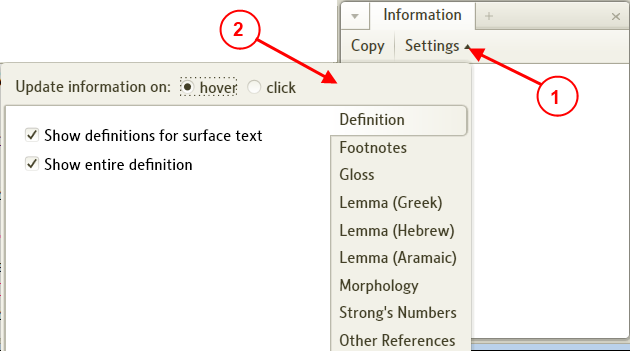 Information
Copy Settings
1
2
Update information on: hover click
Show definitions for surface text
Show entire definition
Definition
Footnotes
Gloss
Lemma (Greek)
Lemma (Hebrew)
Lemma (Aramaic)
Morphology
Strong's Numbers
Other References